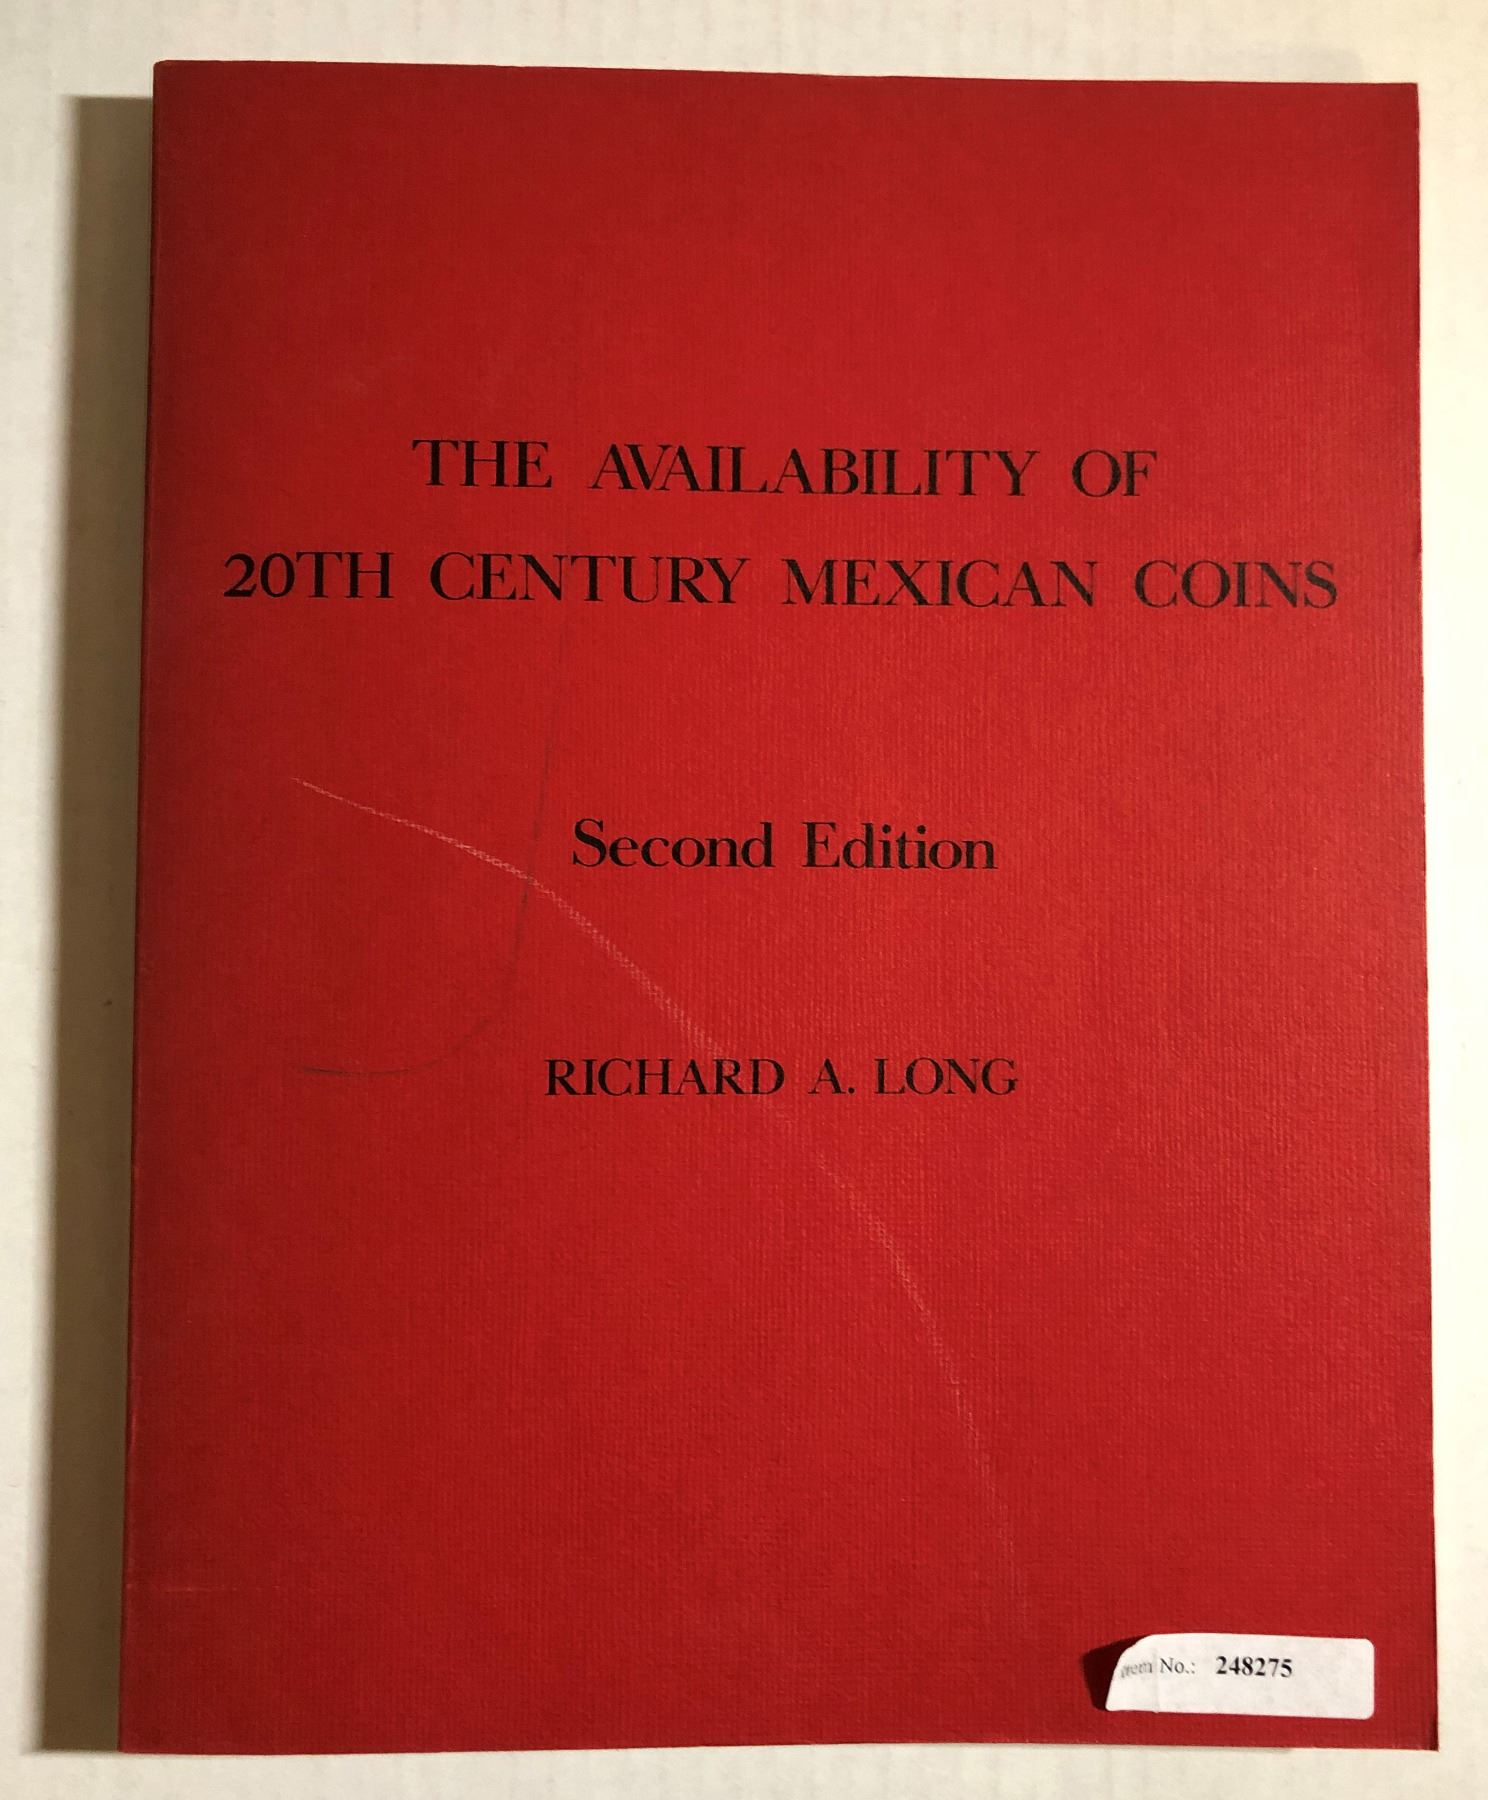 THE AVAILABILITY OF
20TH CENTURY MEXICAN COINS
Second Edition
RICHARD A. LONG
No.: 248275